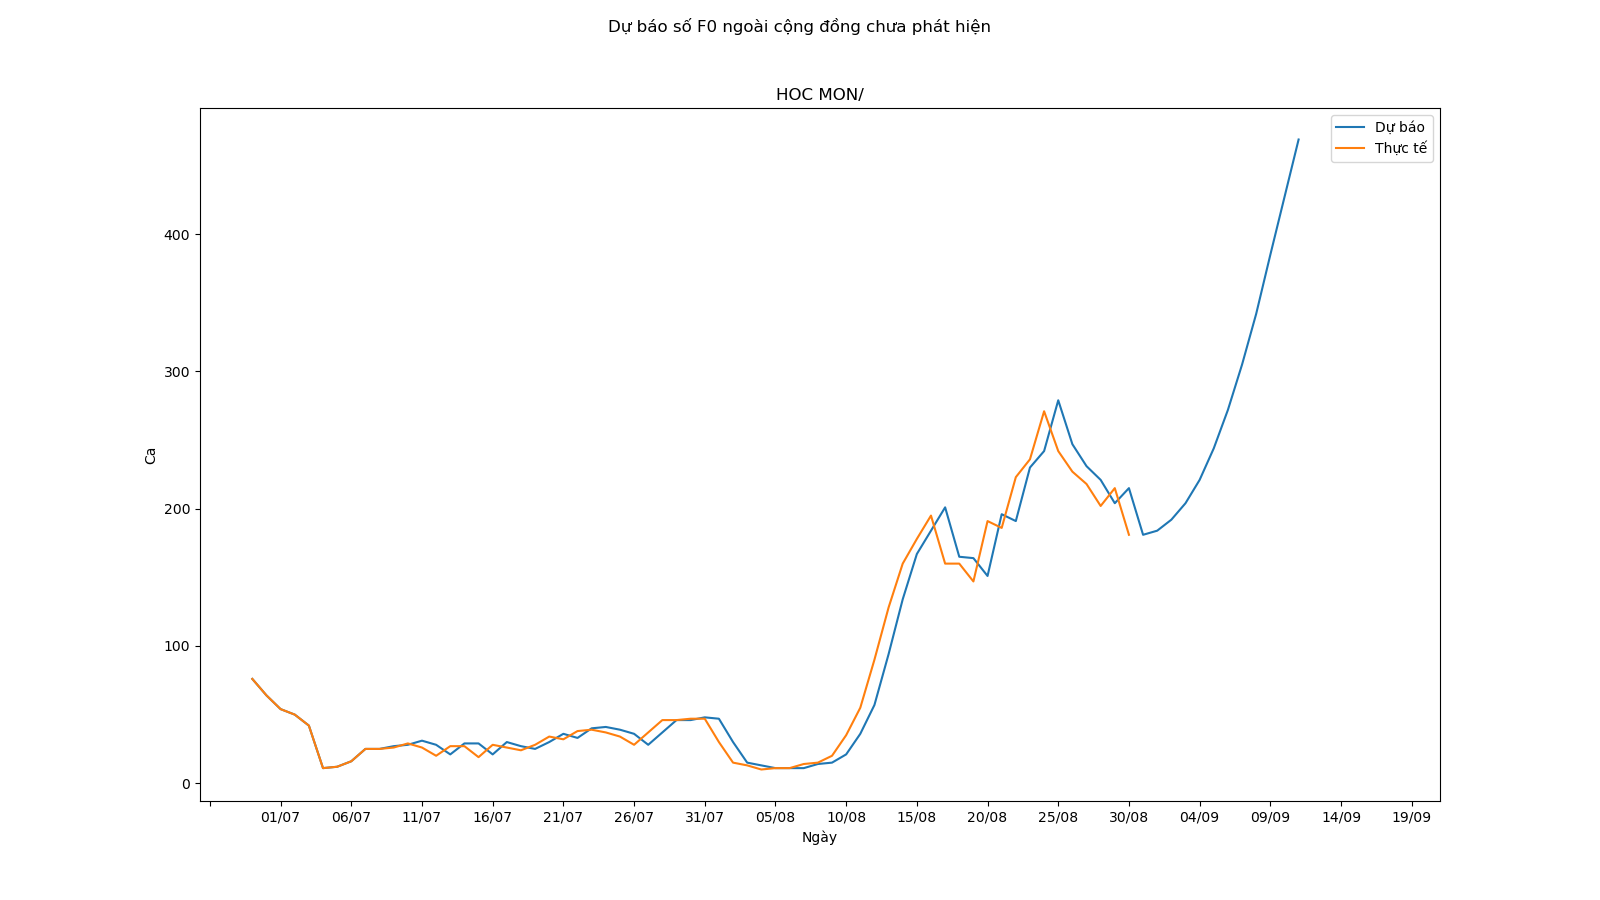 Dự báo số F0 ngoài cộng đồng chưa phát hiện
HOC MON/
Dự báo
Thực tế
400
300
200
100
0
Ca
01/07 06/07 11/07 16/07 21/07 26/07 31/07 05/08 10/08 15/08 20/08 25/08 30/08 04/09 09/09 14/09 19/09
Ngày